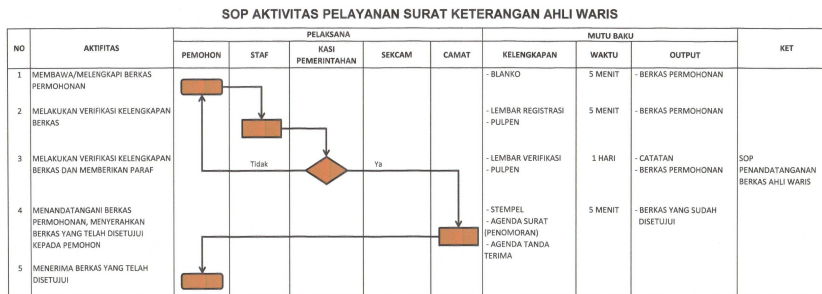 SOP AKTIVITAS PELAYANAN SURAT KETERANGAN AHLI WARIS
NO
AKTIFITAS
PELAKSANA
MUTU BAKU
KET
PEMOHON
STAF
KASI
PEMERINTAHAN
SEKCAM
CAMAT
KELENGKAPAN
WAKTU
OUTPUT
1
MEMBAWA/MELENGKAPI BERKAS
PERMOHONAN
- BLANKO
5 MENIT
- BERKAS PERMOHONAN
2
MELAKUKAN VERIFIKASI KELENGKAPAN
BERKAS
- LEMBAR REGISTRASI
- PULPEN
5 MENIT
- BERKAS PERMOHONAN
3
MELAKUKAN VERIFIKASI KELENGKAPAN
BERKAS DAN MEMBERIKAN PARAF
Tidak
Ya
- LEMBAR VERIFIKASI
- PULPEN
1 HARI
- CATATAN
- BERKAS PERMOHONAN
SOP
PENANDATANGANAN
BERKAS AHLI WARIS
4
MENANDATANGANI BERKAS
PERMOHONAN, MENYERAHKAN
BERKAS YANG TELAH DISETUJUI
KEPADA PEMOHON
- STEMPEL
- AGENDA SURAT
(PENOMORAN)
- AGENDA TANDA
TERIMA
5 MENIT
- BERKAS YANG SUDAH
DISETUJUI
5
MENERIMA BERKAS YANG TELAH
DISETUJUI